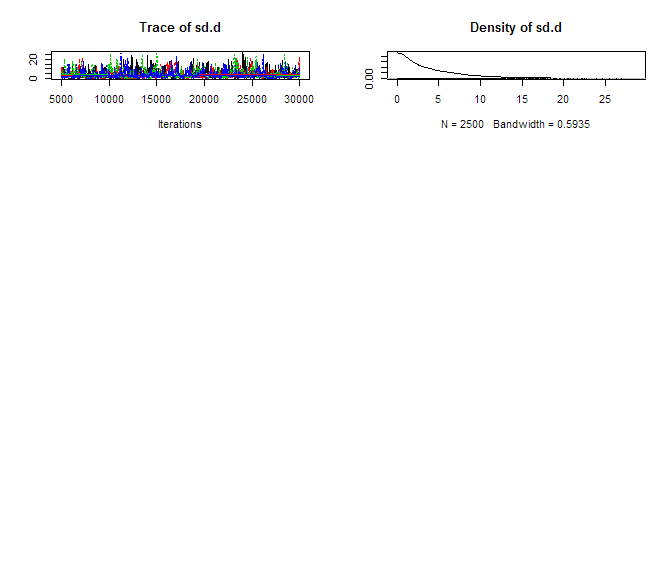 Trace of sd.d
0 20
5000 10000 15000 20000 25000 30000
Iterations
Density of sd.d
0.00
0 5 10 15 20 25
N = 2500 Bandwidth = 0.5935